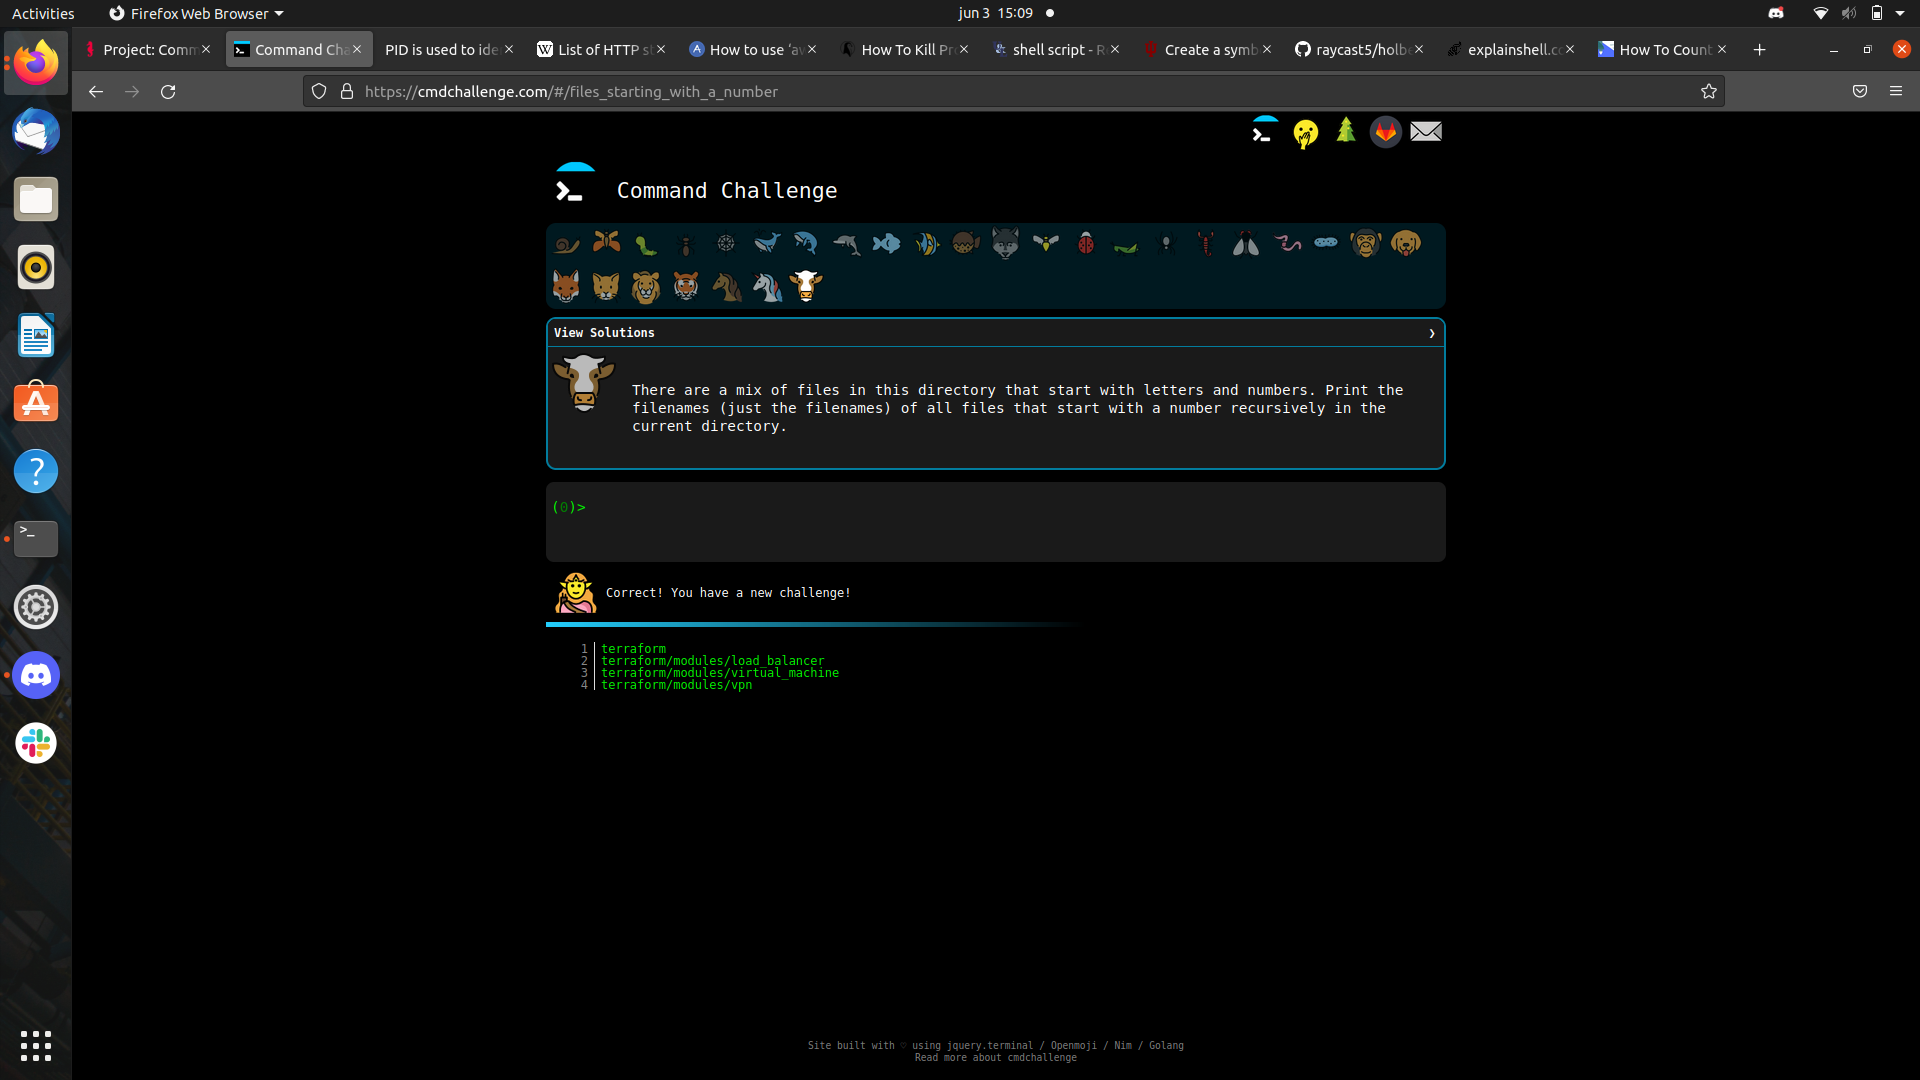 Activities
Firefox Web Browser
jun 3 15:09
Project: Comm
Command Cha
PID is used to ide
List of HTTP st
How to use ‘aw
How To Kill Pr
shell script - R
Create a symb
raycast5/holbe
explainshell.co
How To Count
https://cmdchallenge.com/#/files_starting_with_a_number
Command Challenge
View Solutions
There are a mix of files in this directory that start with letters and numbers. Print the
filenames (just the filenames) of all files that start with a number recursively in the
current directory.
(0)>
Correct! You have a new challenge!
1 terraform
2 terraform/modules/load_balancer
3 terraform/modules/virtual_machine
4 terraform/modules/vpn
Site built with ♡ using jquery.terminal / Openmoji / Nim / Golang
Read more about cmdchallenge